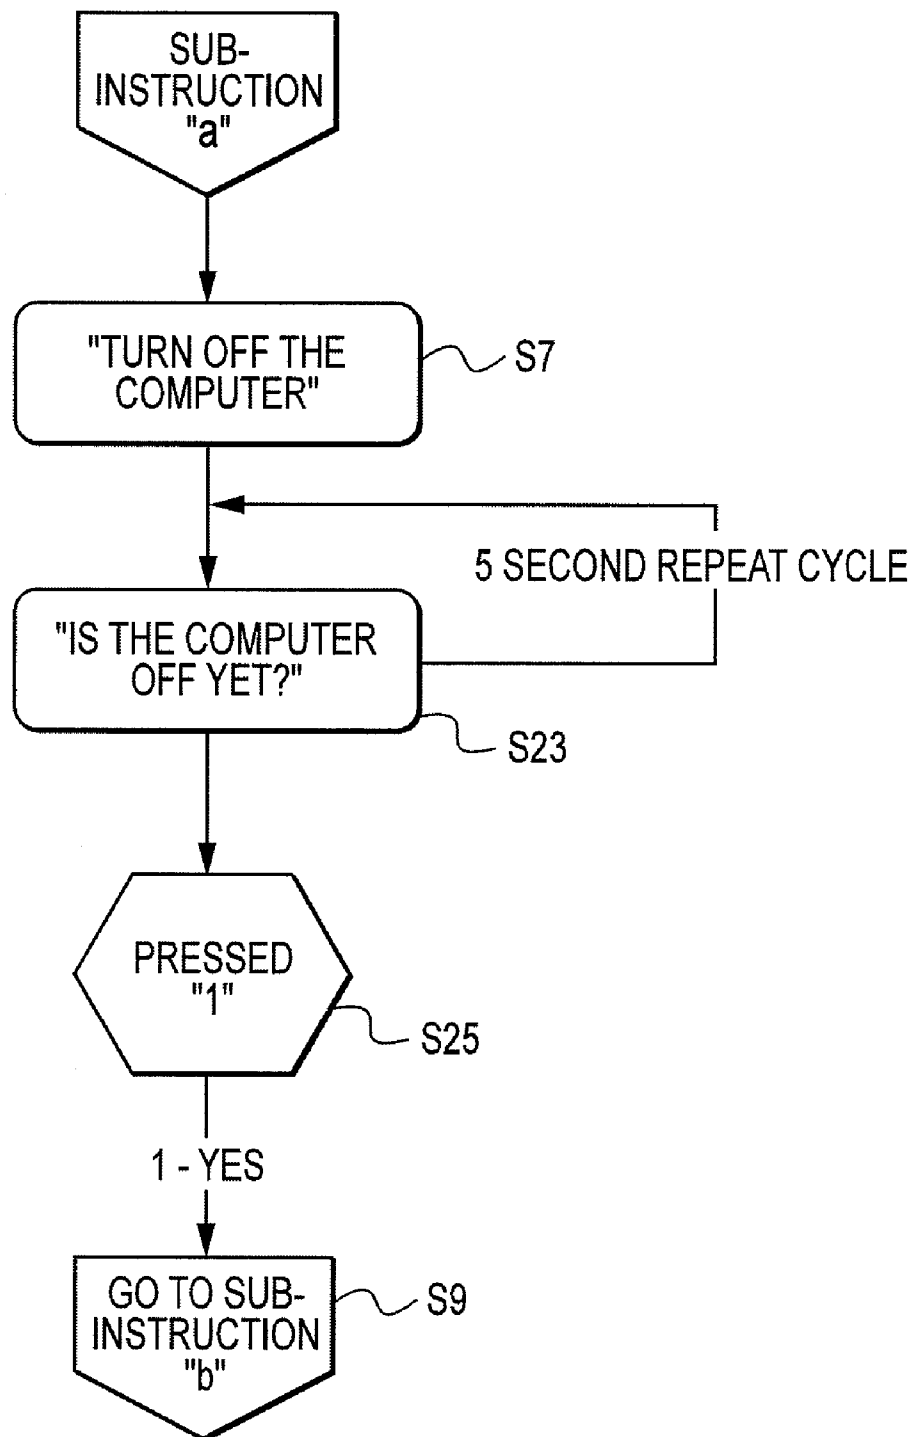 SUB-
INSTRUCTION
"a"
"TURN OFF THE
COMPUTER"
S7
5 SECOND REPEAT CYCLE
"IS THE COMPUTER
OFF YET?"
S23
PRESSED
"1"
S25
1 - YES
GO TO SUB-
INSTRUCTION
"b"
S9